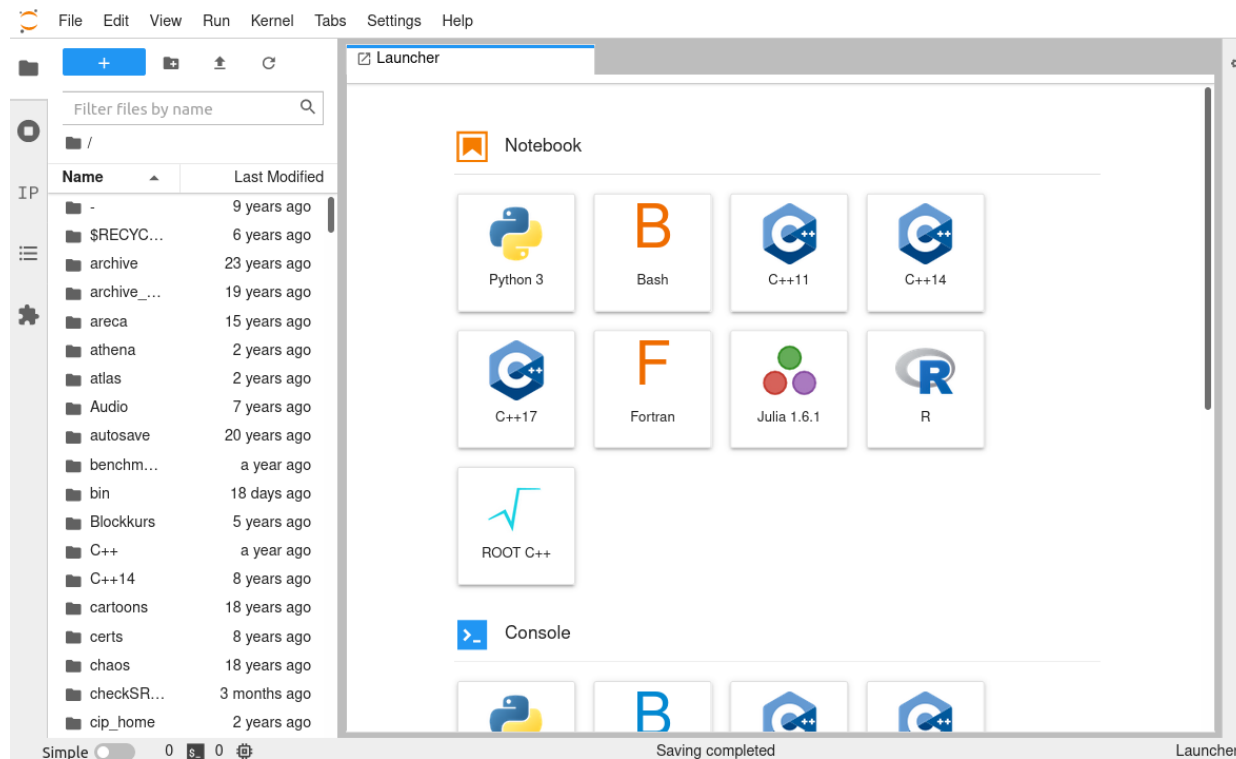 File Edit View Run Kernel Tabs Settings Help
+
Launcher
Filter files by name
/
Name Last Modified
- 9 years ago
$RECYC… 6 years ago
archive 23 years ago
archive_… 19 years ago
areca 15 years ago
athena 2 years ago
atlas 2 years ago
Audio 7 years ago
autosave 20 years ago
benchm… a year ago
bin 18 days ago
Blockkurs 5 years ago
C++ a year ago
C++14 8 years ago
cartoons 18 years ago
certs 8 years ago
chaos 18 years ago
checkSR… 3 months ago
cip_home 2 years ago
IP
Notebook
B C++ C++
Python 3 Bash C++11 C++14
C++ F R
C++17 Fortran Julia 1.6.1 R
ROOT C++
Console
B C++ C++
Simple 0 $_ 0 Saving completed Launcher